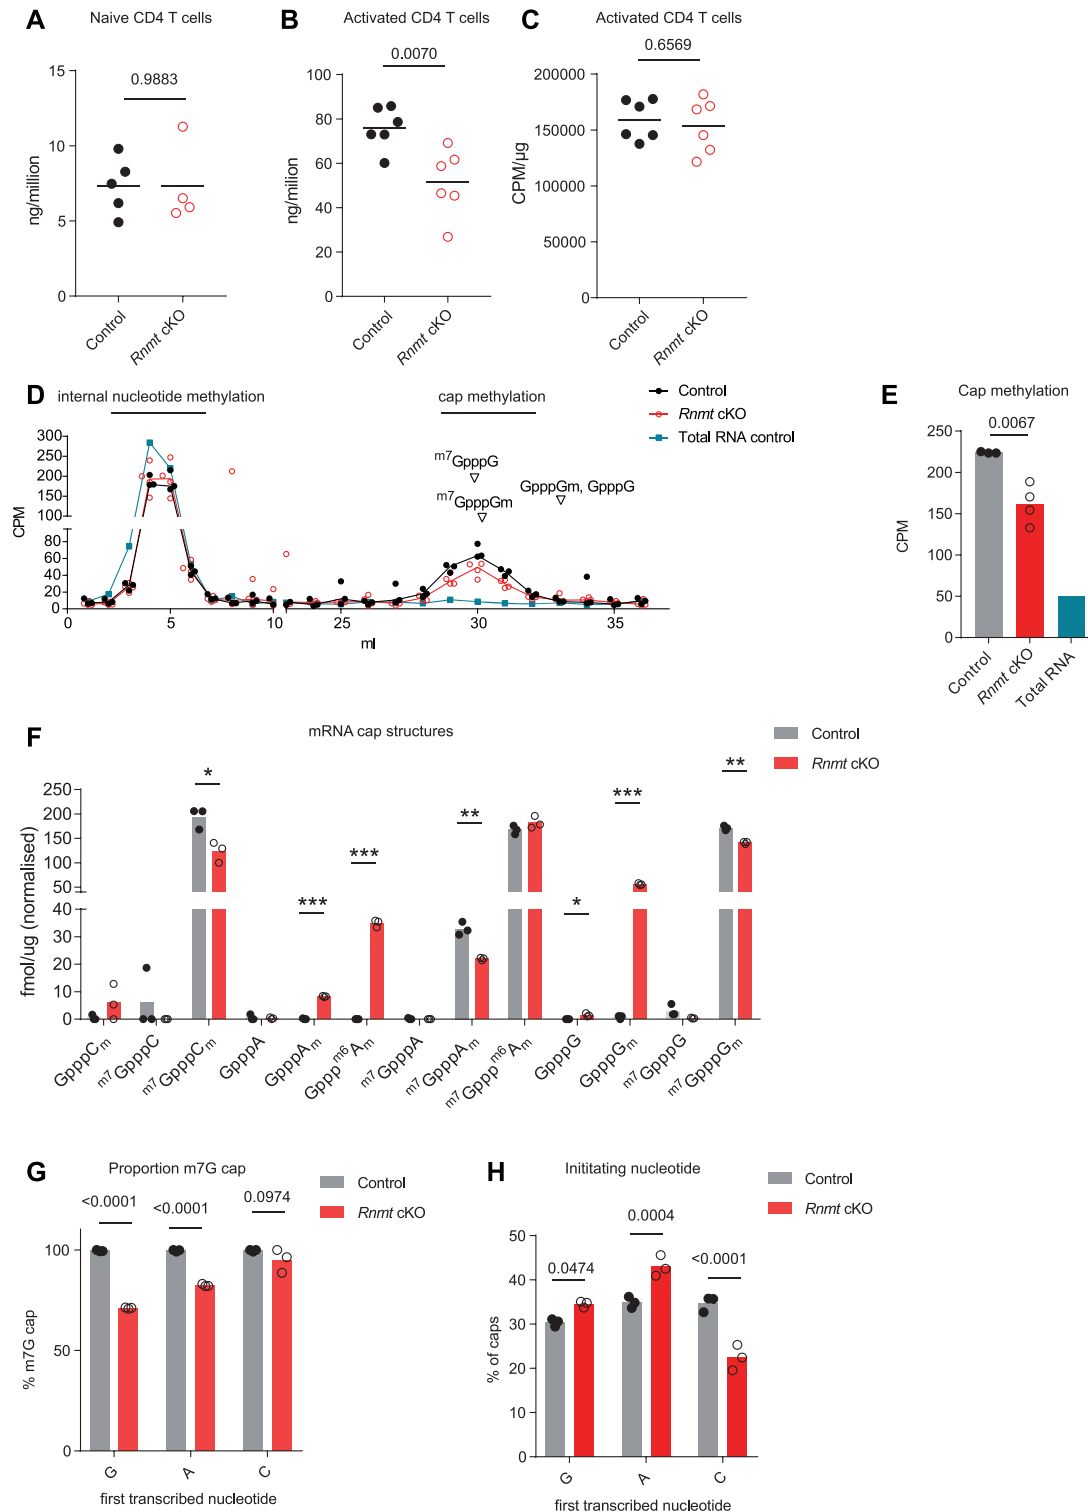 A Naive CD4 T cells
B Activated CD4 T cells
C Activated CD4 T cells
0.9883
15
10
5
0
ng/million
Control
Rnmt cKO
0.0070
100
80
60
40
20
0
ng/milion
Control
Rnmt cKO
0.6569
200000
150000
100000
50000
0
CPM/µg
Control
Rnmt cKO
D
internal nucleotide methylation
cap methylation
Control
Rnmt cKO
Total RNA control
m7GpppG
m7GpppGm
GpppGm, GpppG
300
250
200
150
100
80
60
40
20
0
CPM
0 5 10 25 30 35
ml
E Cap methylation
0.0067
250
200
150
100
50
0
CPM
Control
Rnmt cKO
Total RNA
F mRNA cap structures
Control
Rnmt cKO
* *** *** ** * *** **
200
150
100
50
40
30
20
10
0
fmol/ug (normalised)
GpppCm
m7GpppC
m7GpppCm
GpppA
GpppAm
Gpppm6Am
m7GpppA
m7GpppAm
m7Gpppm6Am
GpppG
GpppGm
m7GpppG
m7GpppGm
G Proportion m7G cap
Control
Rnmt cKO
<0.0001 <0.0001 0.0974
100
50
0
% m7G cap
G A C
first transcribed nucleotide
H Inititating nucleotide
Control
Rnmt cKO
0.0474 0.0004 <0.0001
50
40
30
20
10
0
% of caps
G A C
first transcribed nucleotide